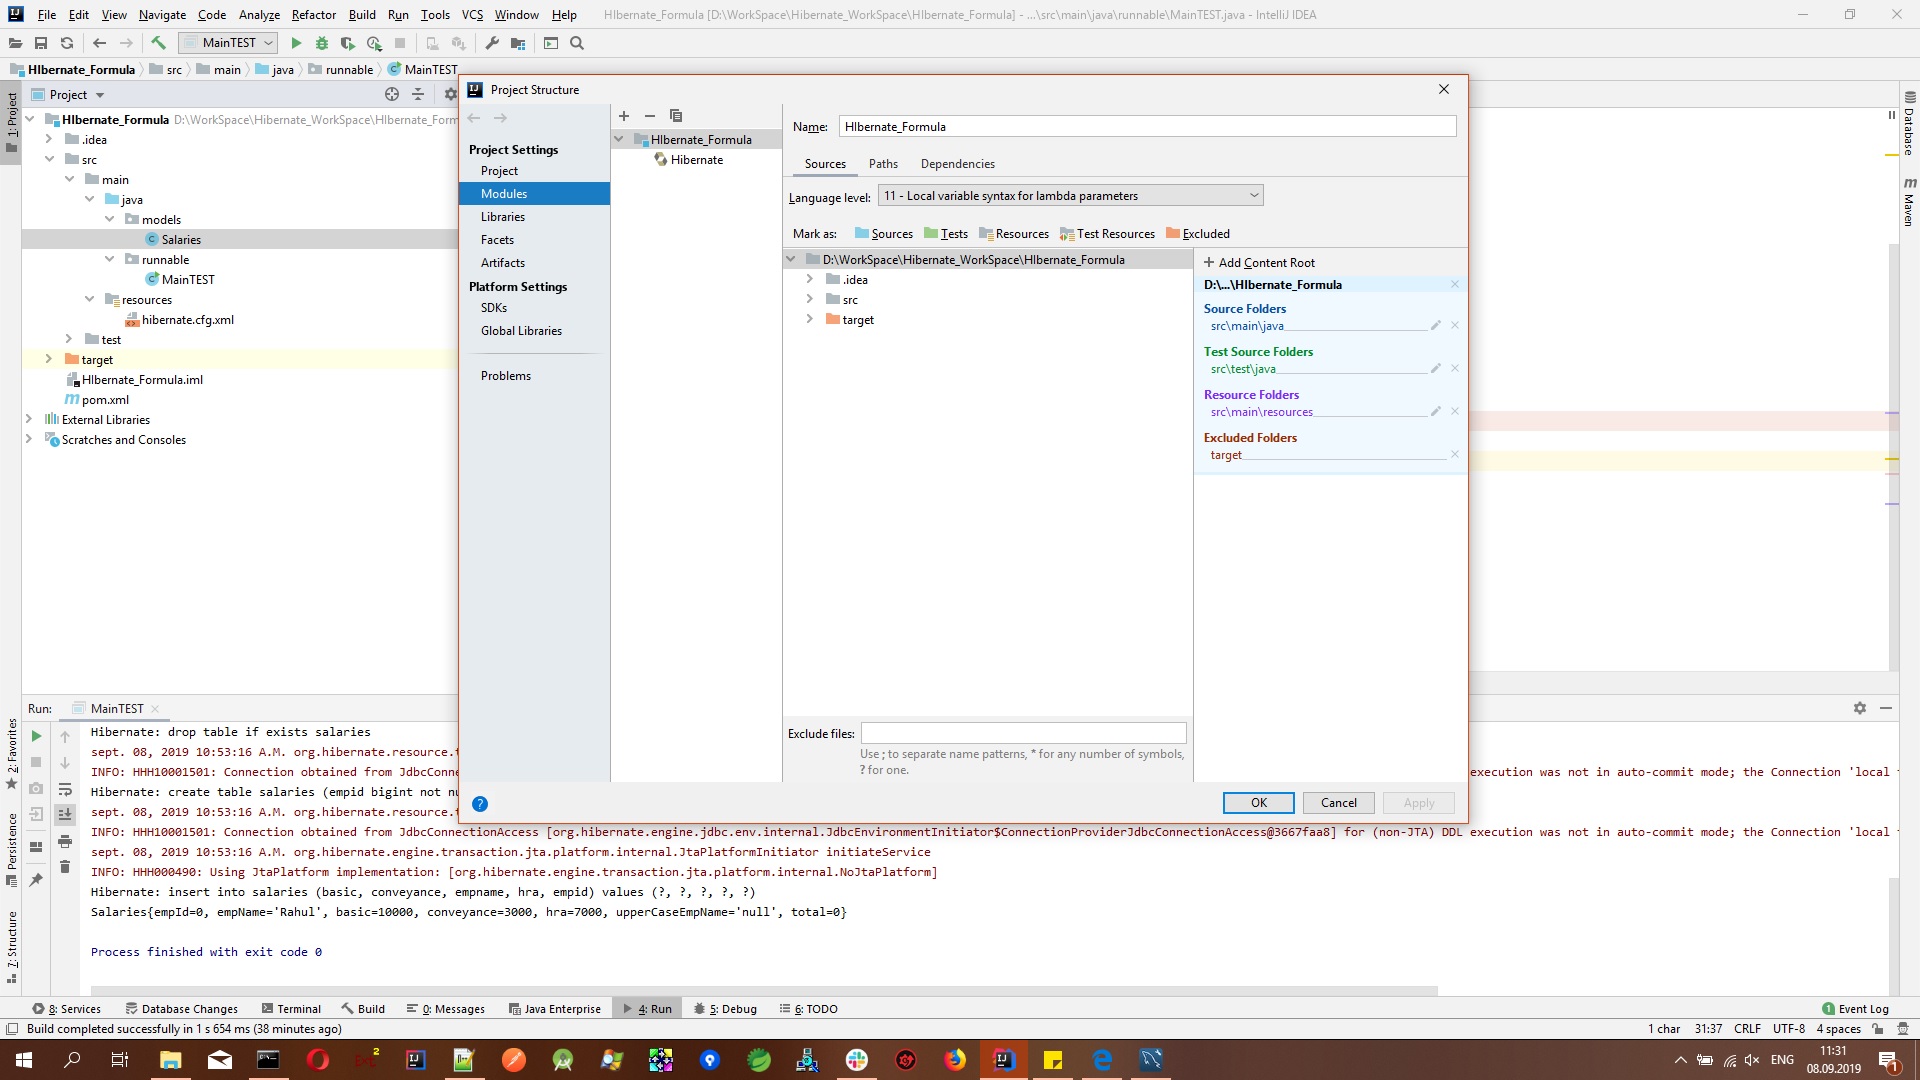 File Edit View Navigate Code Analyze Refactor Build Run Tools VCS Window Help HIbernate_Formula [D:\WorkSpace\Hibernate_WorkSpace\HIbernate_Formula] - ...\src\main\java\runnable\MainTEST.java - IntelliJ IDEA
MainTEST
HIbernate_Formula src main java runnable MainTEST
1: Project
Project
HIbernate_Formula D:\WorkSpace\Hibernate_WorkSpace\HIbernate_Form
.idea
src
main
java
models
Salaries
runnable
MainTEST
resources
hibernate.cfg.xml
test
target
HIbernate_Formula.iml
pom.xml
External Libraries
Scratches and Consoles
Project Structure
Project Settings
Project
Modules
Libraries
Facets
Artifacts
Platform Settings
SDKs
Global Libraries
Problems
HIbernate_Formula
Hibernate
Name: HIbernate_Formula
Sources Paths Dependencies
Language level: 11 - Local variable syntax for lambda parameters
Mark as: Sources Tests Resources Test Resources Excluded
D:\WorkSpace\Hibernate_WorkSpace\HIbernate_Formula
.idea
src
target
+ Add Content Root
D:\...\HIbernate_Formula
Source Folders
src\main\java
Test Source Folders
src\test\java
Resource Folders
src\main\resources
Excluded Folders
target
Exclude files:
Use ; to separate name patterns, * for any number of symbols,
? for one.
OK Cancel Apply
Database
Maven
2: Favorites
Persistence
7: Structure
Run: MainTEST
Hibernate: drop table if exists salaries
sept. 08, 2019 10:53:16 A.M. org.hibernate.resource.t
INFO: HHH10001501: Connection obtained from JdbcConne execution was not in auto-commit mode; the Connection 'local
Hibernate: create table salaries (empid bigint not nu
sept. 08, 2019 10:53:16 A.M. org.hibernate.resource.t
INFO: HHH10001501: Connection obtained from JdbcConnectionAccess [org.hibernate.engine.jdbc.env.internal.JdbcEnvironmentInitiator$ConnectionProviderJdbcConnectionAccess@3667faa8] for (non-JTA) DDL execution was not in auto-commit mode; the Connection 'local
sept. 08, 2019 10:53:16 A.M. org.hibernate.engine.transaction.jta.platform.internal.JtaPlatformInitiator initiateService
INFO: HHH000490: Using JtaPlatform implementation: [org.hibernate.engine.transaction.jta.platform.internal.NoJtaPlatform]
Hibernate: insert into salaries (basic, conveyance, empname, hra, empid) values (?, ?, ?, ?, ?)
Salaries{empId=0, empName='Rahul', basic=10000, conveyance=3000, hra=7000, upperCaseEmpName='null', total=0}
Process finished with exit code 0
8: Services Database Changes Terminal Build 0: Messages Java Enterprise 4: Run 5: Debug 6: TODO 1 Event Log
Build completed successfully in 1 s 654 ms (38 minutes ago) 1 char 31:37 CRLF UTF-8 4 spaces
ENG 11:31
08.09.2019 1